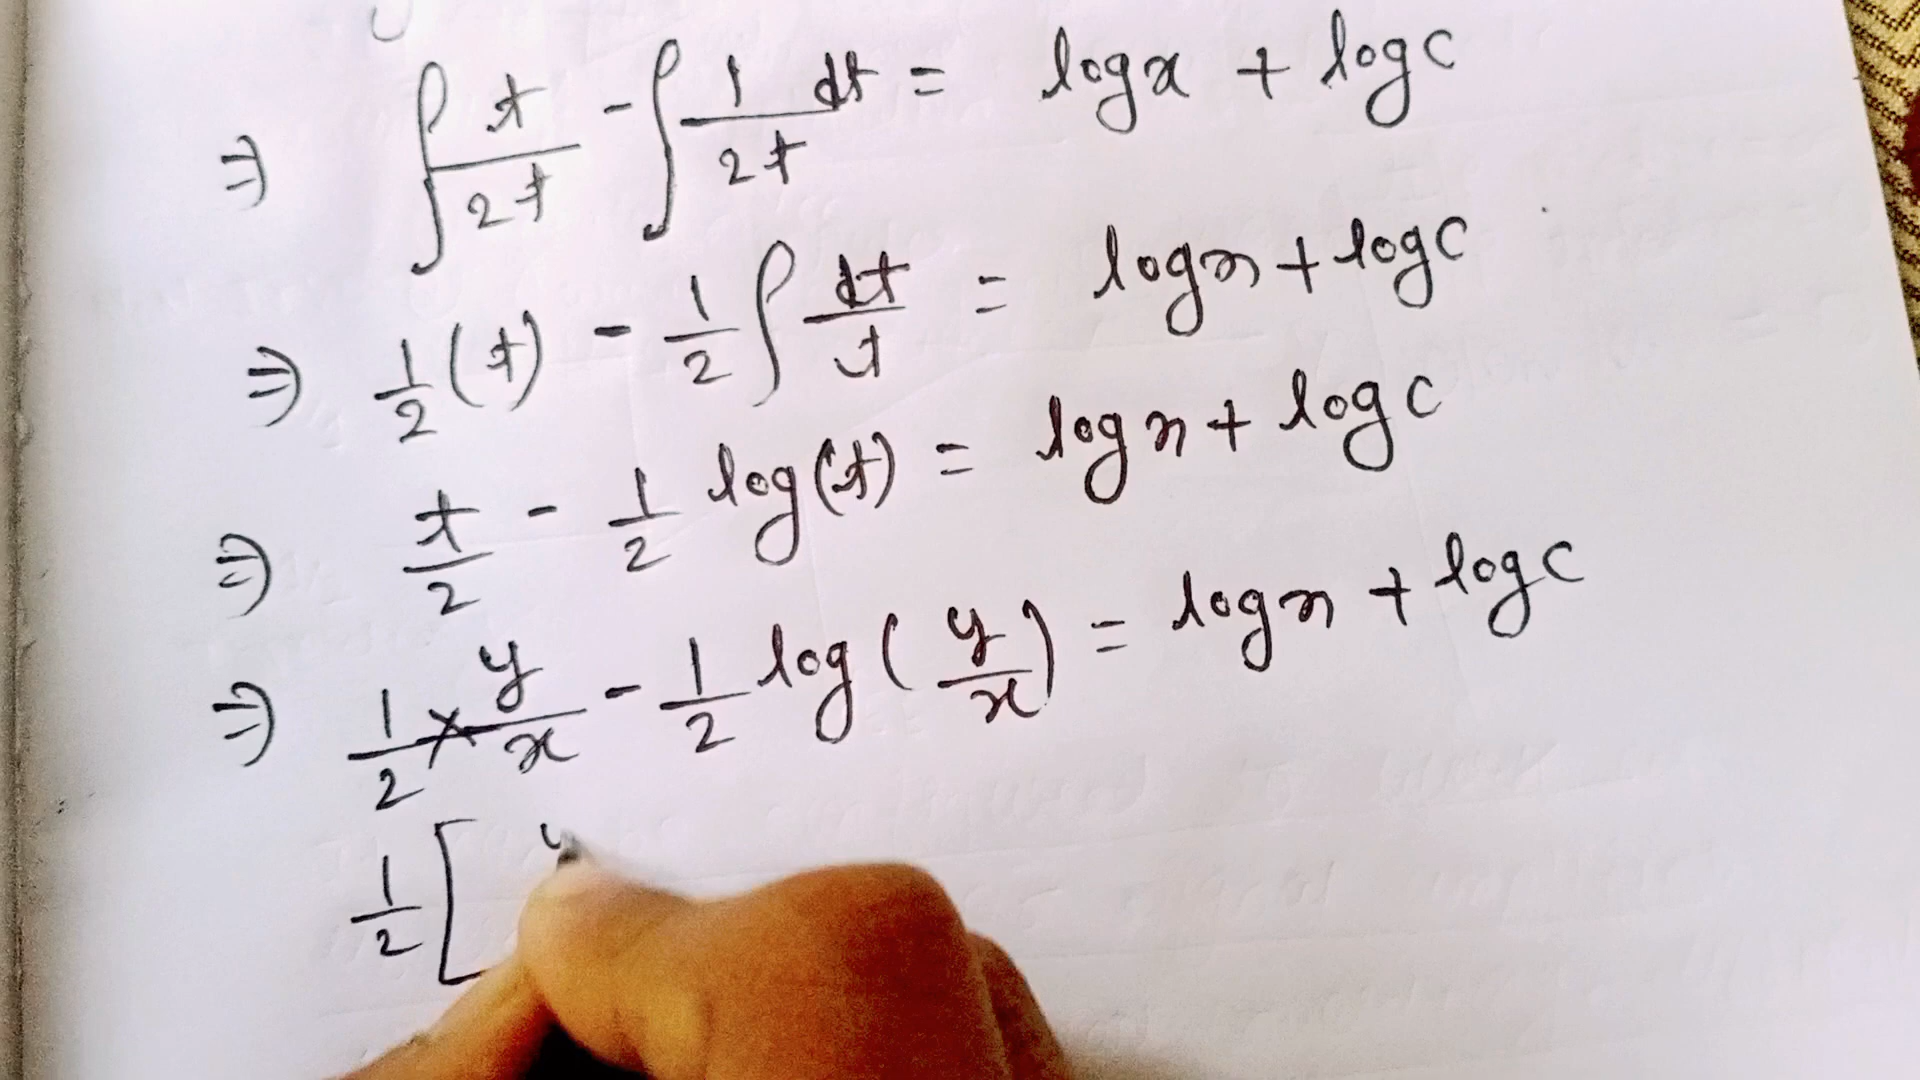 ⇒ ∫ t/2t - ∫ 1/2t dt = log x + log c
⇒ 1/2 (t) - 1/2 ∫ dt/t = log x + log c
⇒ t/2 - 1/2 log(t) = log x + log c
⇒ 1/2 × y/x - 1/2 log(y/x) = log x + log c
1/2 [ y